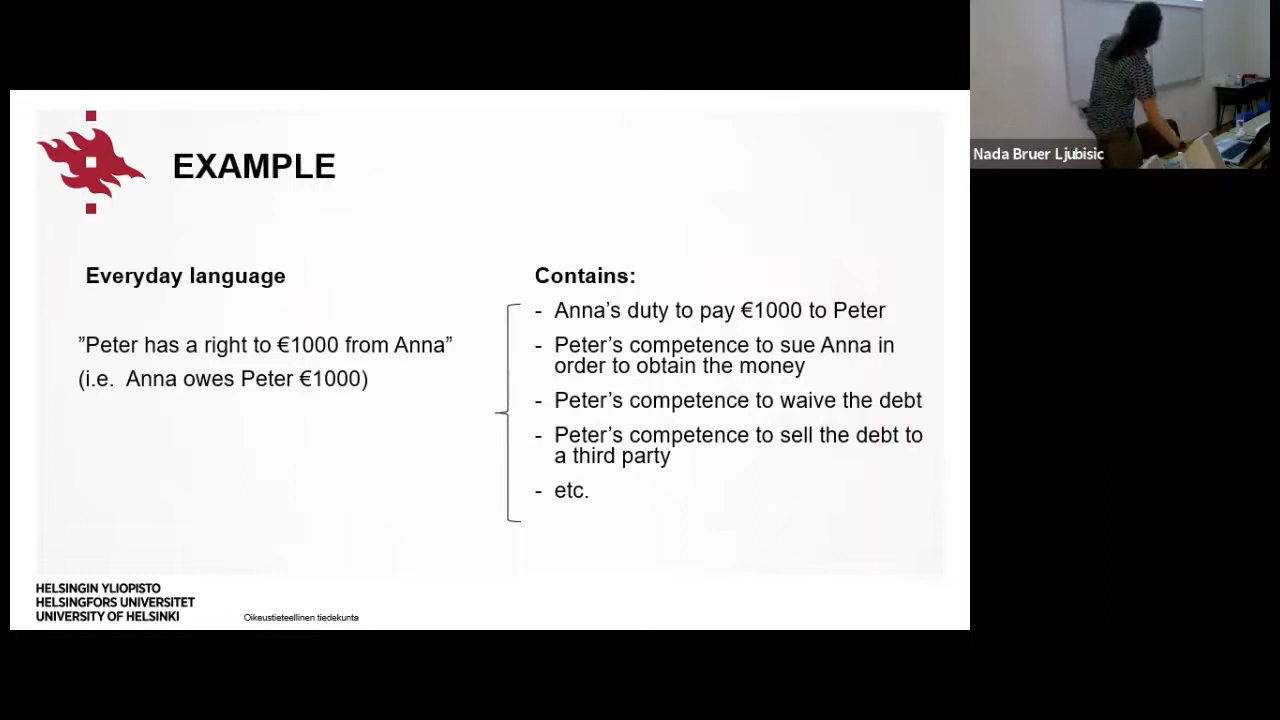 EXAMPLE
Everyday language
”Peter has a right to €1000 from Anna”
(i.e. Anna owes Peter €1000)
Contains:
- Anna’s duty to pay €1000 to Peter
- Peter’s competence to sue Anna in
order to obtain the money
- Peter’s competence to waive the debt
- Peter’s competence to sell the debt to
a third party
- etc.
HELSINGIN YLIOPISTO
HELSINGFORS UNIVERSITET
UNIVERSITY OF HELSINKI
Oikeustieteellinen tiedekunta
Nada Bruer Ljubisic